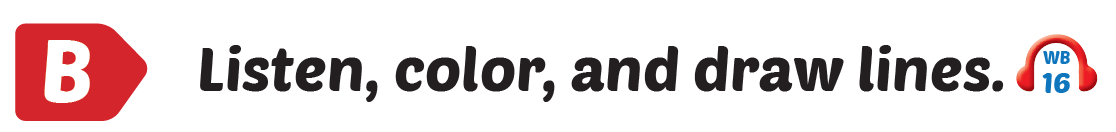 B Listen, color, and draw lines. WB 16